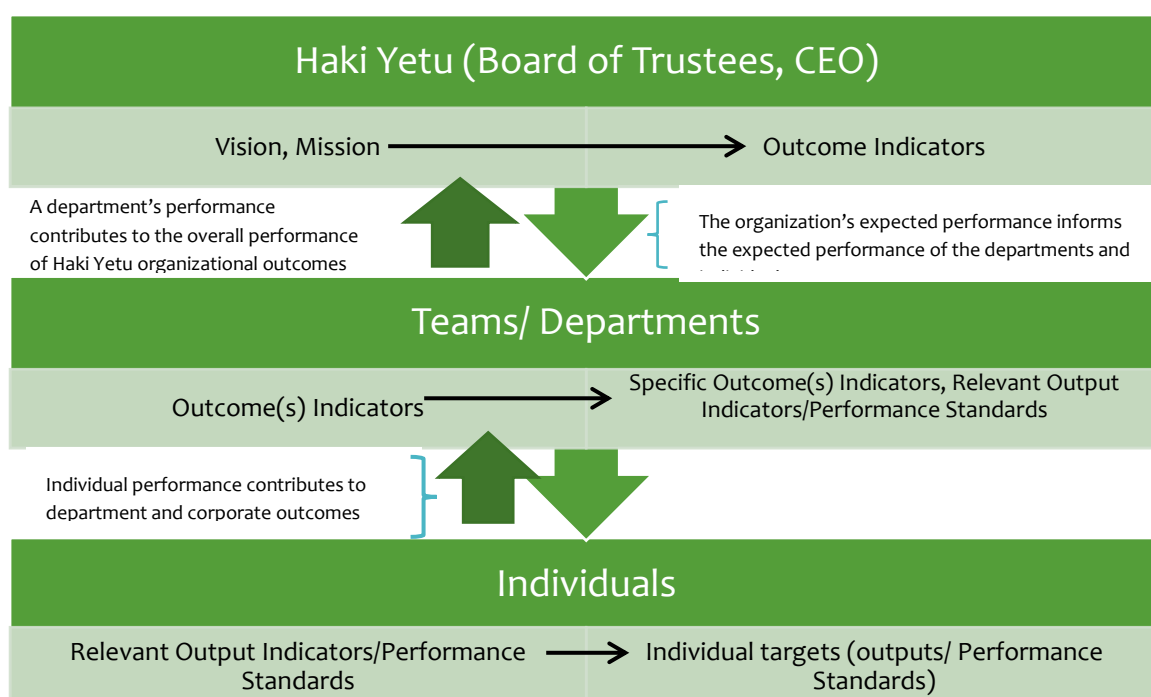 Haki Yetu (Board of Trustees, CEO)
Vision, Mission
Outcome Indicators
A department’s performance
contributes to the overall performance
of Haki Yetu organizational outcomes
The organization’s expected performance informs
the expected performance of the departments and
Teams/ Departments
Outcome(s) Indicators
Specific Outcome(s) Indicators, Relevant Output
Indicators/Performance Standards
Individual performance contributes to
department and corporate outcomes
Individuals
Relevant Output Indicators/Performance
Standards
Individual targets (outputs/ Performance
Standards)